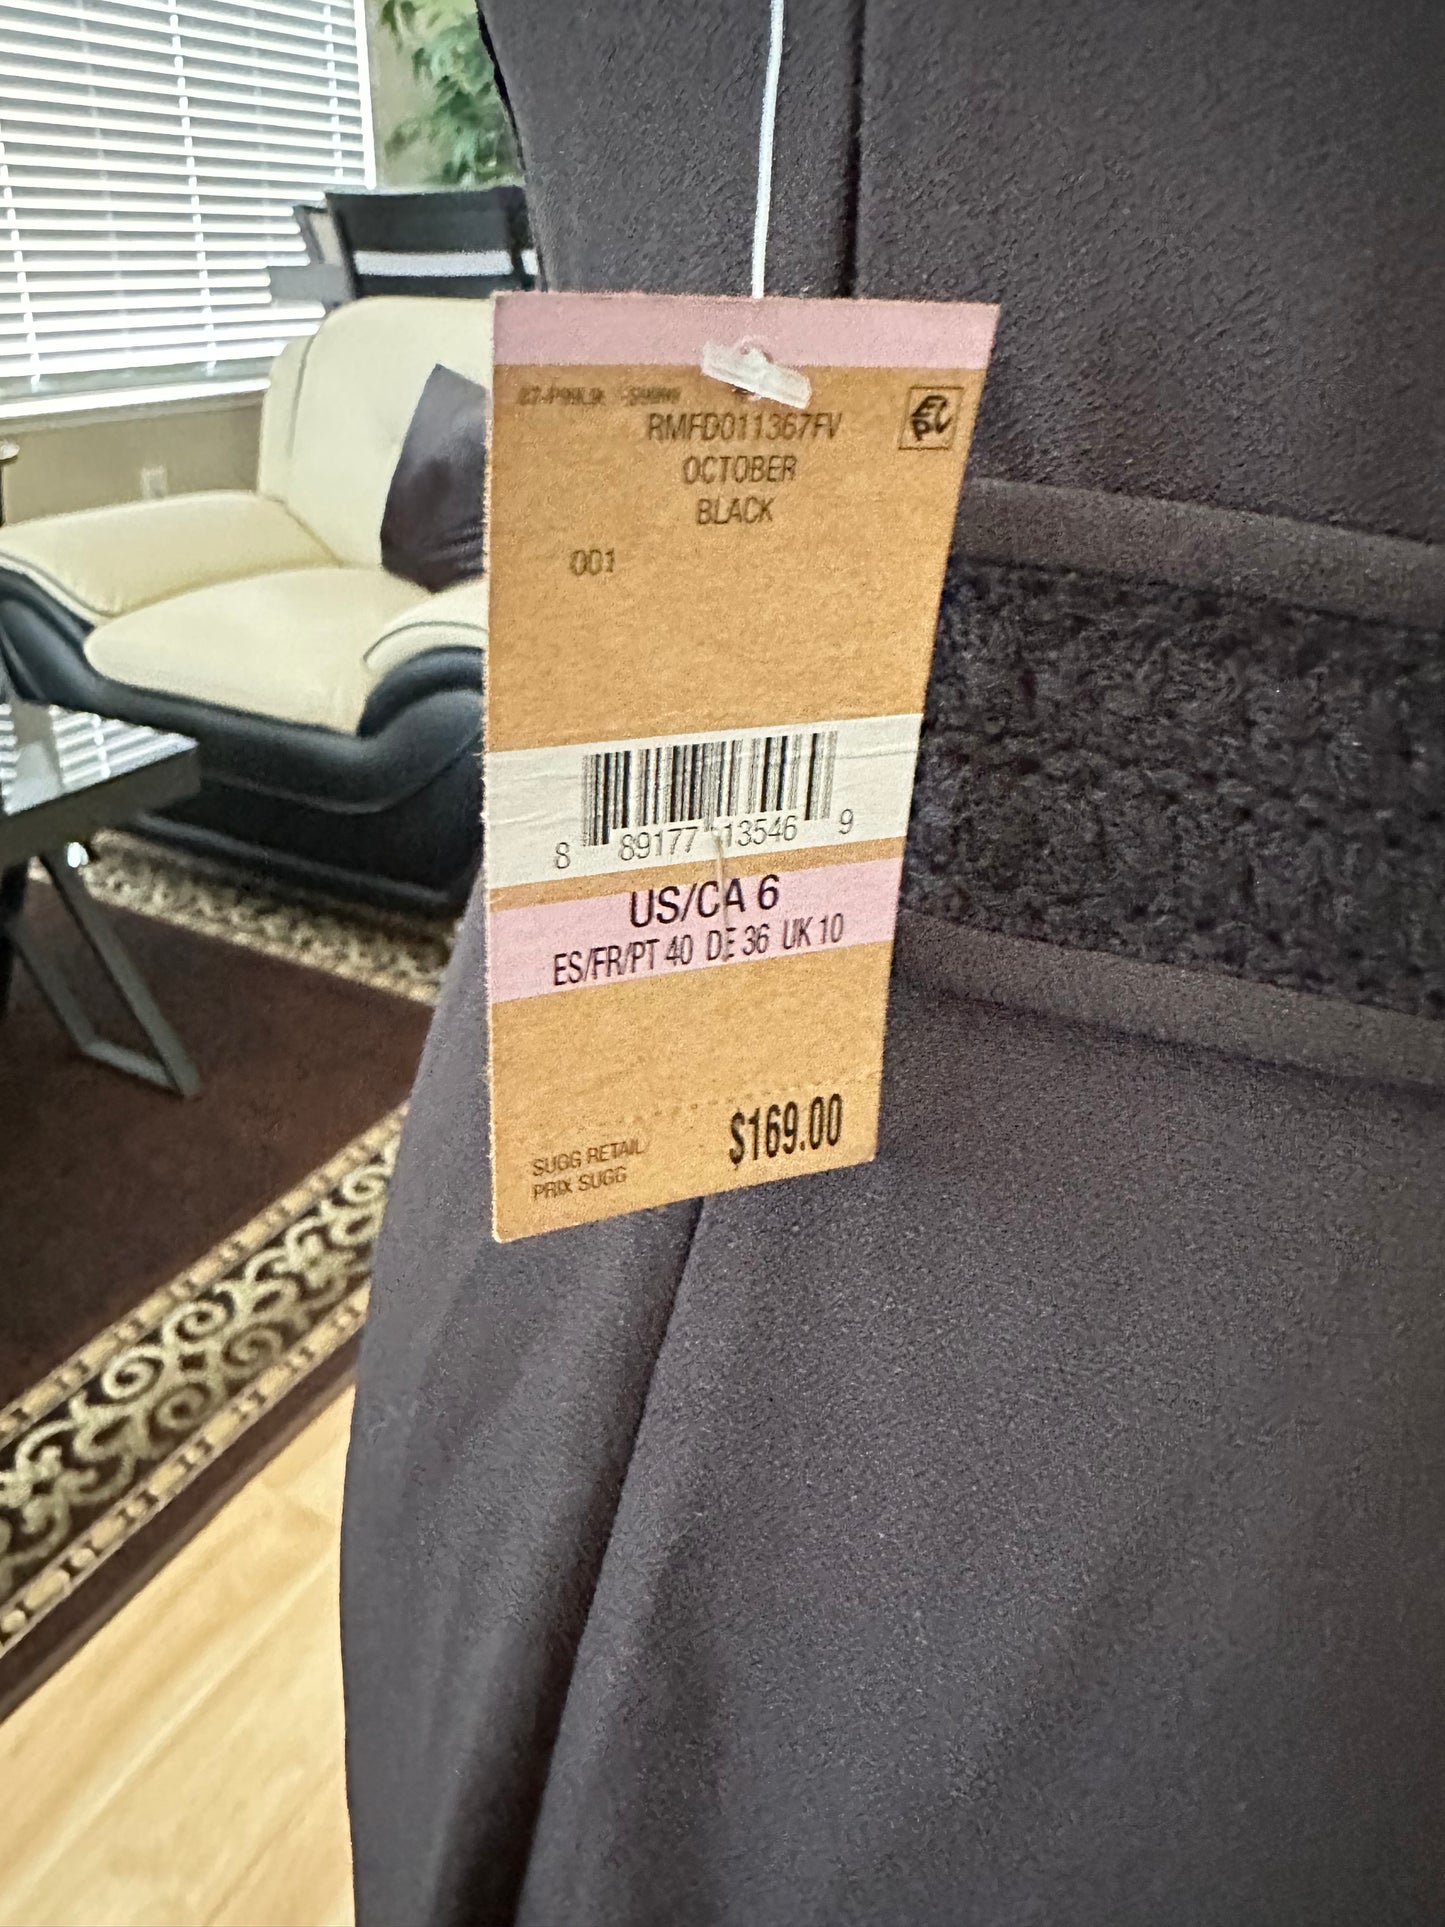 RMFD011367FV
OCTOBER
BLACK
001
8 89177 13546 9
US/CA 6
ES/FR/PT 40 DE 36 UK 10
$169.00
SUGG RETAIL
PRIX SUGG